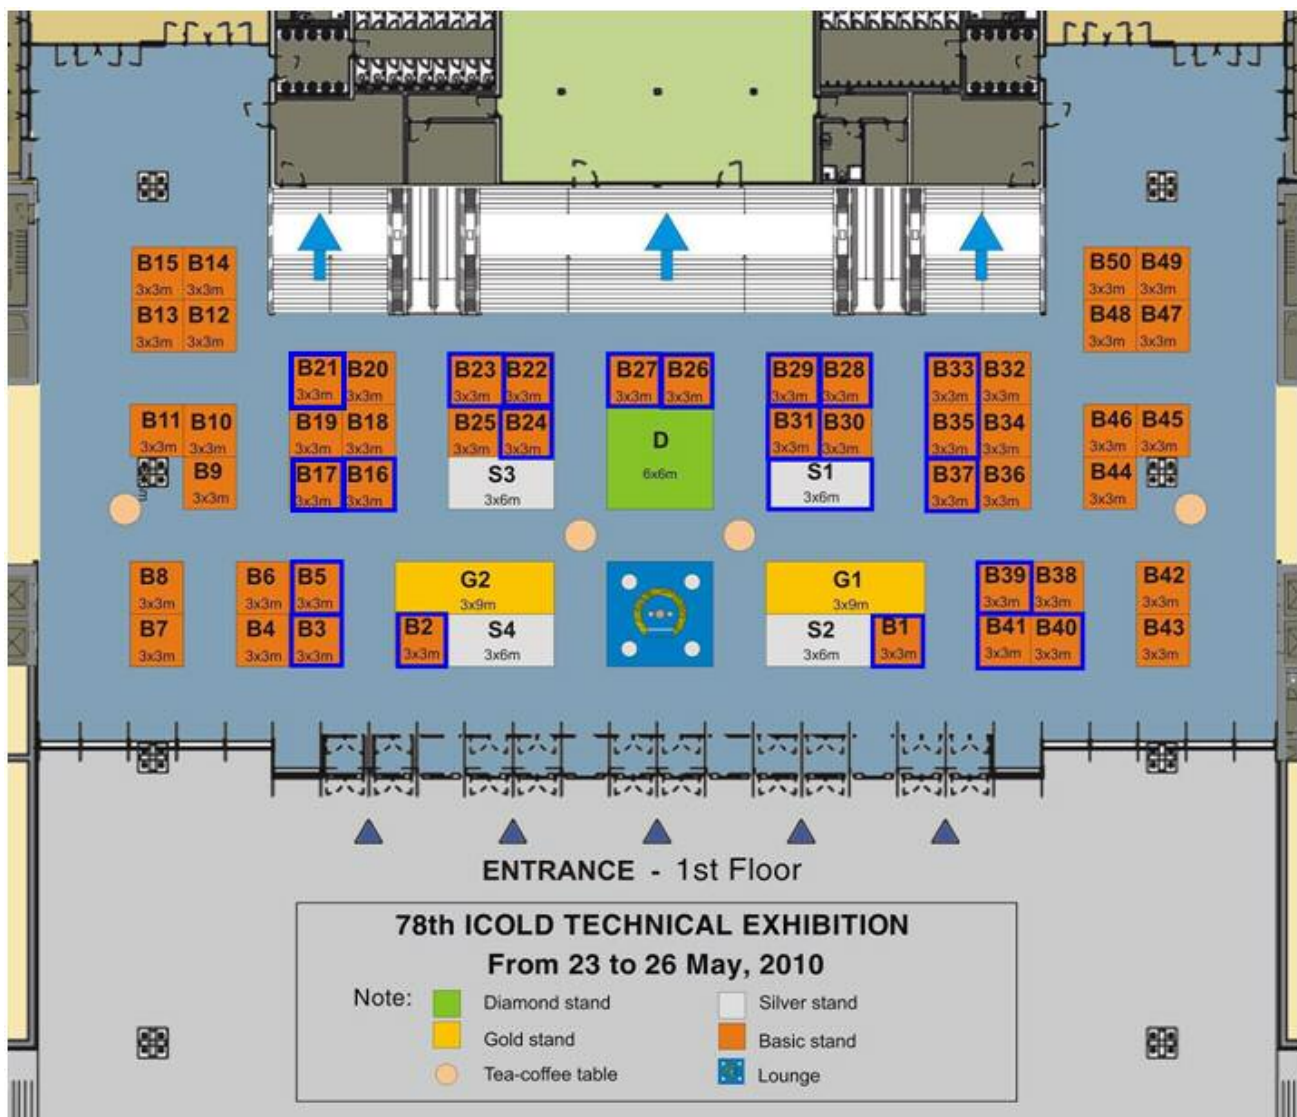 B15 B14
3x3m 3x3m
B13 B12
3x3m 3x3m
B50 B49
3x3m 3x3m
B48 B47
3x3m 3x3m
B21 B20 B23 B22 B27 B26 B29 B28 B33 B32
3x3m 3x3m 3x3m 3x3m 3x3m 3x3m 3x3m 3x3m 3x3m 3x3m
B11 B10 B19 B18 B25 B24 D B31 B30 B35 B34 B46 B45
3x3m 3x3m 3x3m 3x3m 3x3m 3x3m 6x6m 3x3m 3x3m 3x3m 3x3m 3x3m 3x3m
B9 B17 B16 S3 S1 B37 B36 B44
3x3m 3x3m 3x3m 3x6m 3x6m 3x3m 3x3m 3x3m
B8 B6 B5 G2 G1 B39 B38 B42
3x3m 3x3m 3x3m 3x9m 3x9m 3x3m 3x3m 3x3m
B7 B4 B3 B2 S4 S2 B1 B41 B40 B43
3x3m 3x3m 3x3m 3x3m 3x6m 3x6m 3x3m 3x3m 3x3m 3x3m
ENTRANCE - 1st Floor
78th ICOLD TECHNICAL EXHIBITION
From 23 to 26 May, 2010
Note: Diamond stand Silver stand
Gold stand Basic stand
Tea-coffee table Lounge